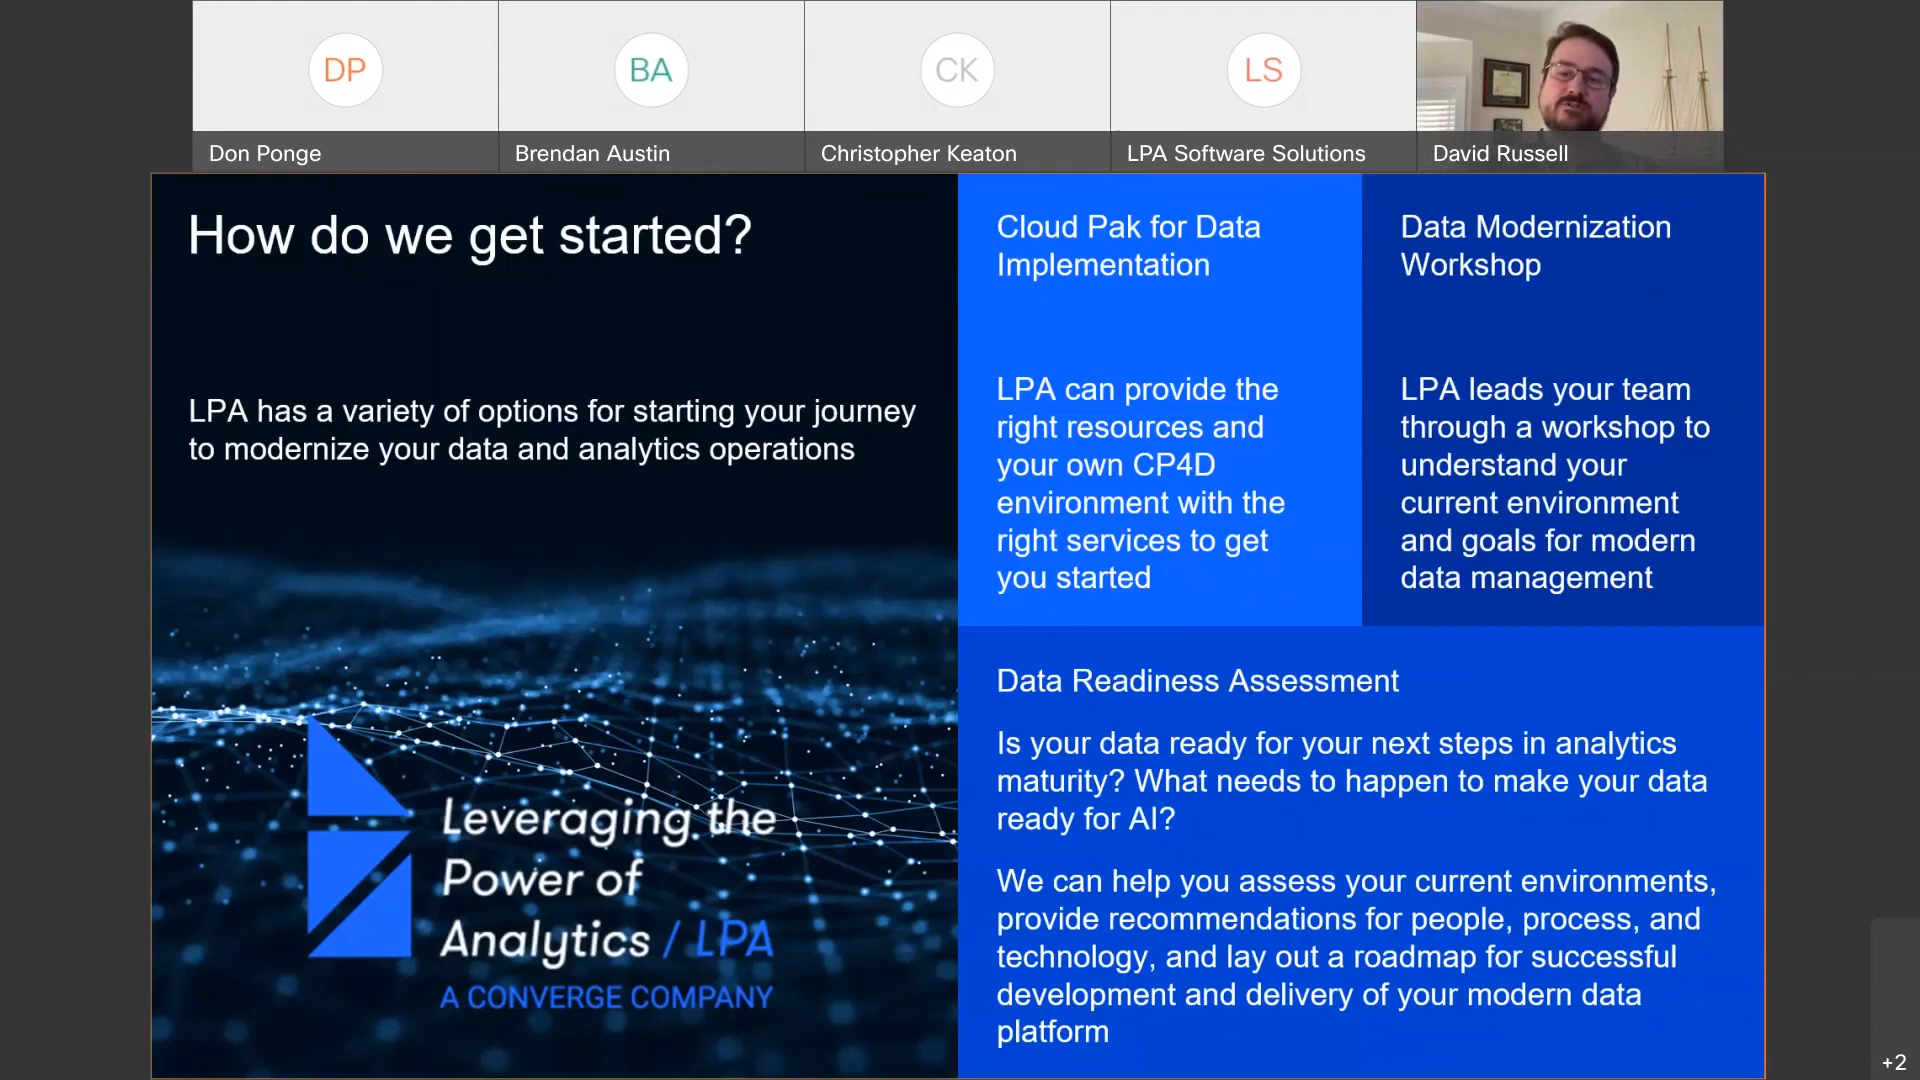 DP
BA
CK
LS
Don Ponge
Brendan Austin
Christopher Keaton
LPA Software Solutions
David Russell
How do we get started?
LPA has a variety of options for starting your journey
to modernize your data and analytics operations
Leveraging the
Power of
Analytics / LPA
A CONVERGE COMPANY
Cloud Pak for Data
Implementation
LPA can provide the
right resources and
your own CP4D
environment with the
right services to get
you started
Data Modernization
Workshop
LPA leads your team
through a workshop to
understand your
current environment
and goals for modern
data management
Data Readiness Assessment
Is your data ready for your next steps in analytics
maturity? What needs to happen to make your data
ready for AI?
We can help you assess your current environments,
provide recommendations for people, process, and
technology, and lay out a roadmap for successful
development and delivery of your modern data
platform
+2